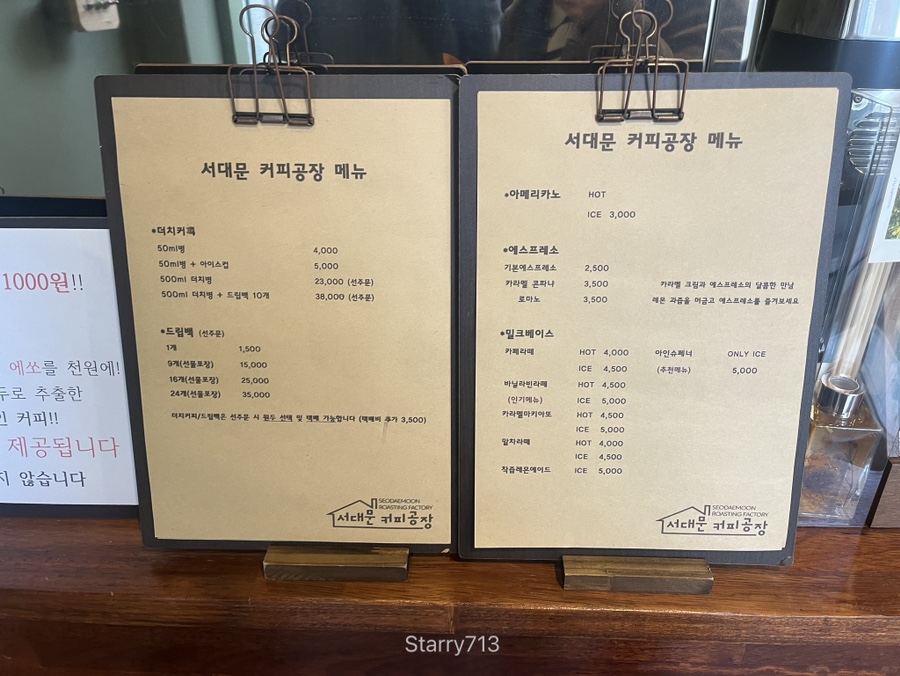 1000원!!
에쏘를 천원에!
두로 추출한
인 커피!!
제공됩니다
지 않습니다
서대문 커피공장 메뉴
•더치커피
50ml병 4,000
50ml병 + 아이스컵 5,000
500ml 더치병 23,000 (선주문)
500ml 더치병 + 드립백 10개 38,000 (선주문)
•드립백 (선주문)
1개 1,500
9개(선물포장) 15,000
16개(선물포장) 25,000
24개(선물포장) 35,000
더치커피/드립백은 선주문 시 원두 선택 및 택배 가능합니다 (택배비 추가 3,500)
SEODAEMOON
ROASTING FACTORY
서대문 커피공장
서대문 커피공장 메뉴
•아메리카노 HOT
ICE 3,000
•에스프레소
기본에스프레소 2,500
카라멜 콘파냐 3,500 카라멜 크림과 에스프레소의 달콤한 만남
로마노 3,500 레몬 과즙을 머금고 에스프레소를 즐겨보세요
•밀크베이스
카페라떼 HOT 4,000 아인슈페너 ONLY ICE
ICE 4,500 (추천메뉴) 5,000
바닐라빈라떼 HOT 4,500
(인기메뉴) ICE 5,000
카라멜마키아또 HOT 4,500
ICE 5,000
말차라떼 HOT 4,000
ICE 4,500
착즙레몬에이드 ICE 5,000
SEODAEMOON
ROASTING FACTORY
서대문 커피공장
Starry713